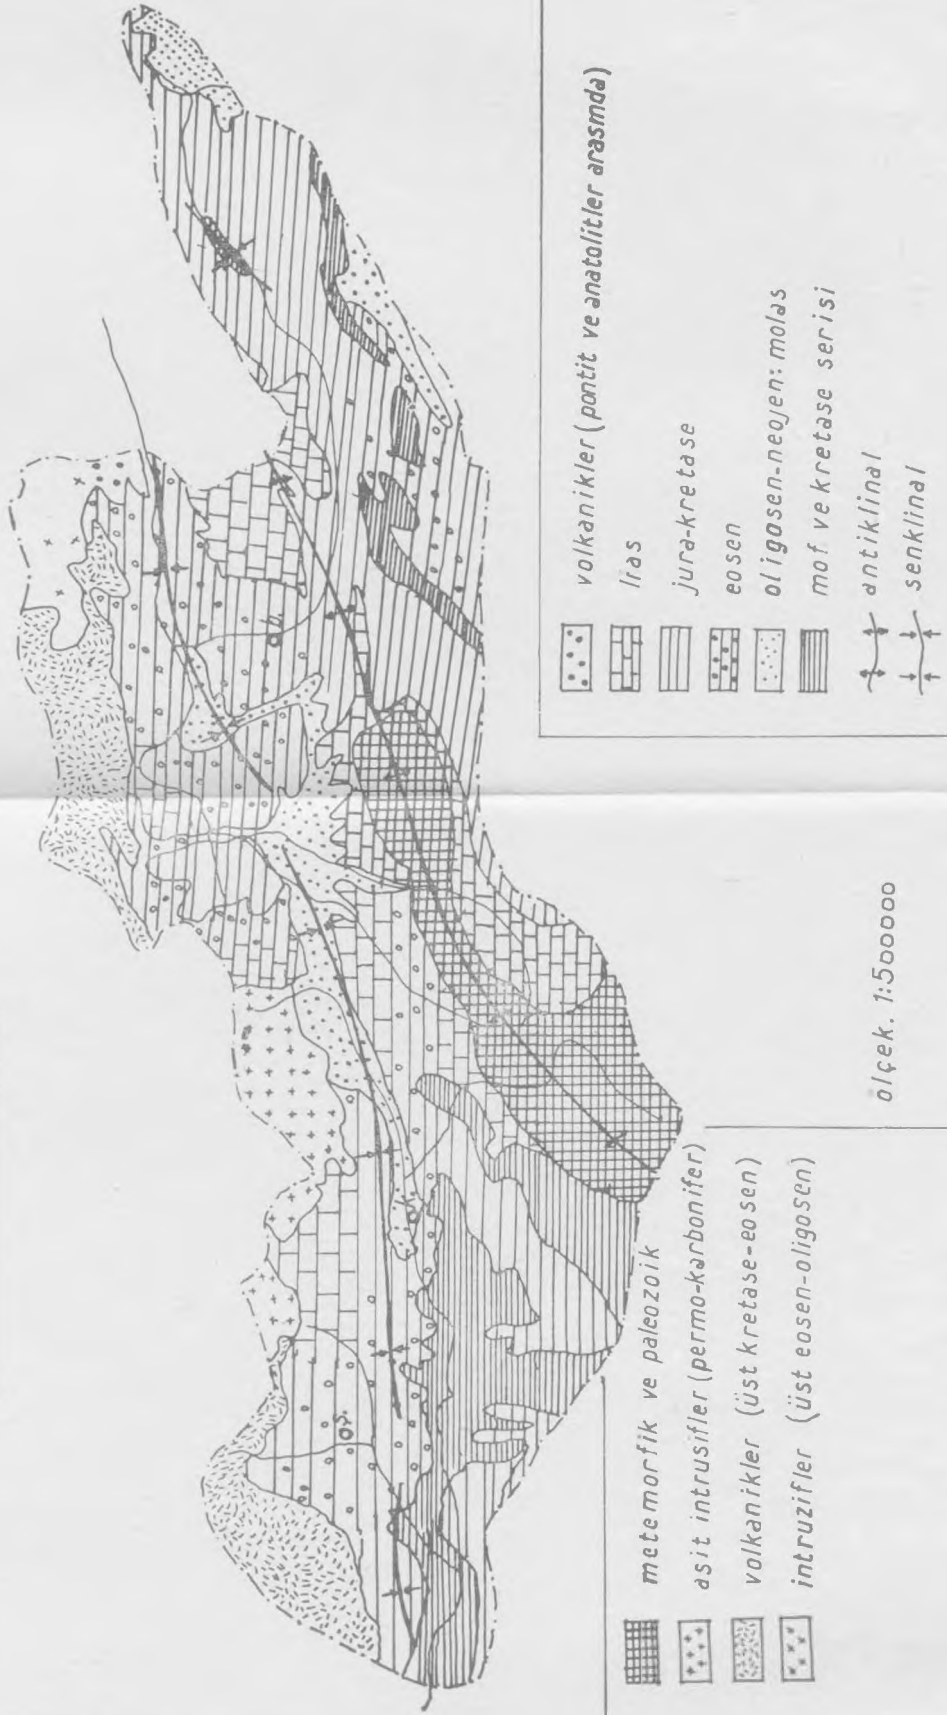 volkanikler (pontit ve anatolitler arasmda)
lias
jura-kretase
eosen
oligosen-neojen: molas
mof ve kretase serisi
antiklinal
senklinal
metemorfik ve paleozoik
asit intrusifler (permo-karbonifer)
volkanikler (üst kretase-eosen)
intruzifler (üst eosen-oligosen)
ölçek. 1:500000